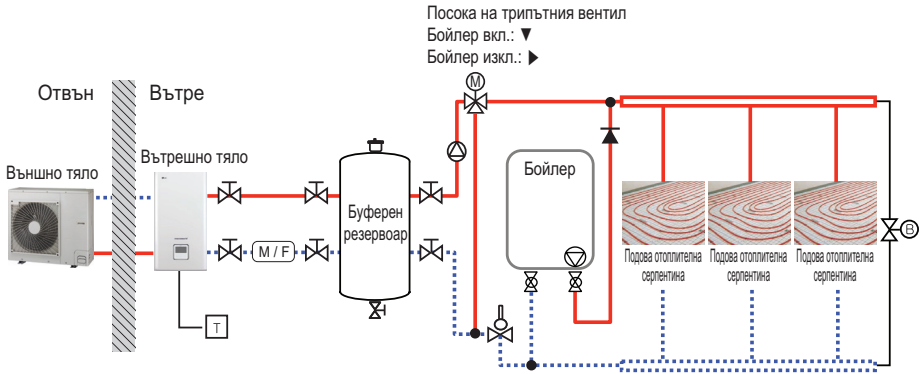 Посока на трипътния вентил
Бойлер вкл.: ▼
Бойлер изкл.: ▶
M
Отвън
Вътре
Външно тяло
Вътрешно тяло
Бойлер
Буферен
резервоар
M / F
B
Подова отоплителна
серпентина
Подова отоплителна
серпентина
Подова отоплителна
серпентина
T